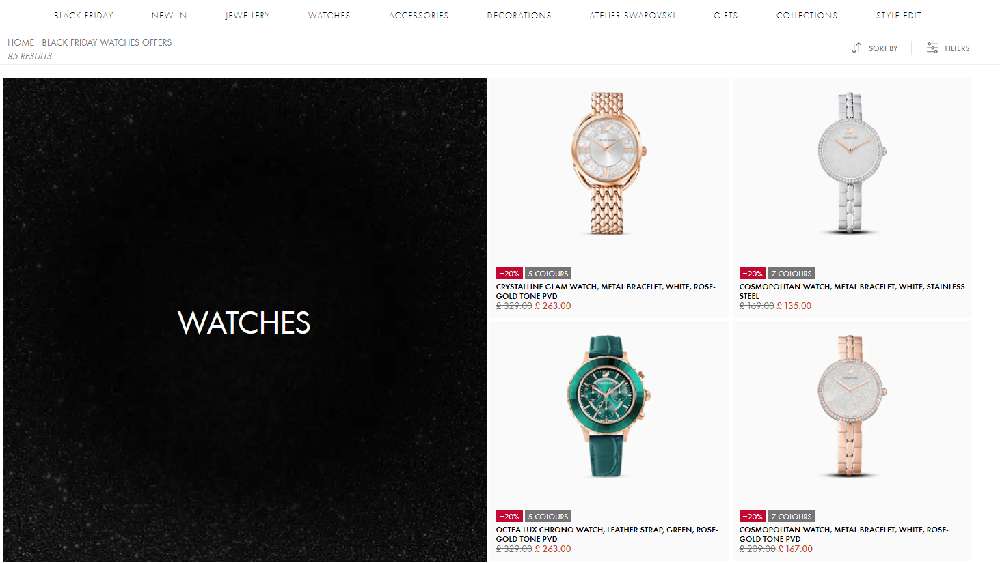 BLACK FRIDAY NEW IN JEWELLERY WATCHES ACCESSORIES DECORATIONS ATELIER SWAROVSKI GIFTS COLLECTIONS STYLE EDIT
HOME | BLACK FRIDAY WATCHES OFFERS
85 RESULTS
SORT BY
FILTERS
WATCHES
−20% 5 COLOURS
CRYSTALLINE GLAM WATCH, METAL BRACELET, WHITE, ROSE-
GOLD TONE PVD
£ 329.00 £ 263.00
−20% 7 COLOURS
COSMOPOLITAN WATCH, METAL BRACELET, WHITE, STAINLESS
STEEL
£ 169.00 £ 135.00
−20% 5 COLOURS
OCTEA LUX CHRONO WATCH, LEATHER STRAP, GREEN, ROSE-
GOLD TONE PVD
£ 329.00 £ 263.00
−20% 7 COLOURS
COSMOPOLITAN WATCH, METAL BRACELET, WHITE, ROSE-
GOLD TONE PVD
£ 209.00 £ 167.00